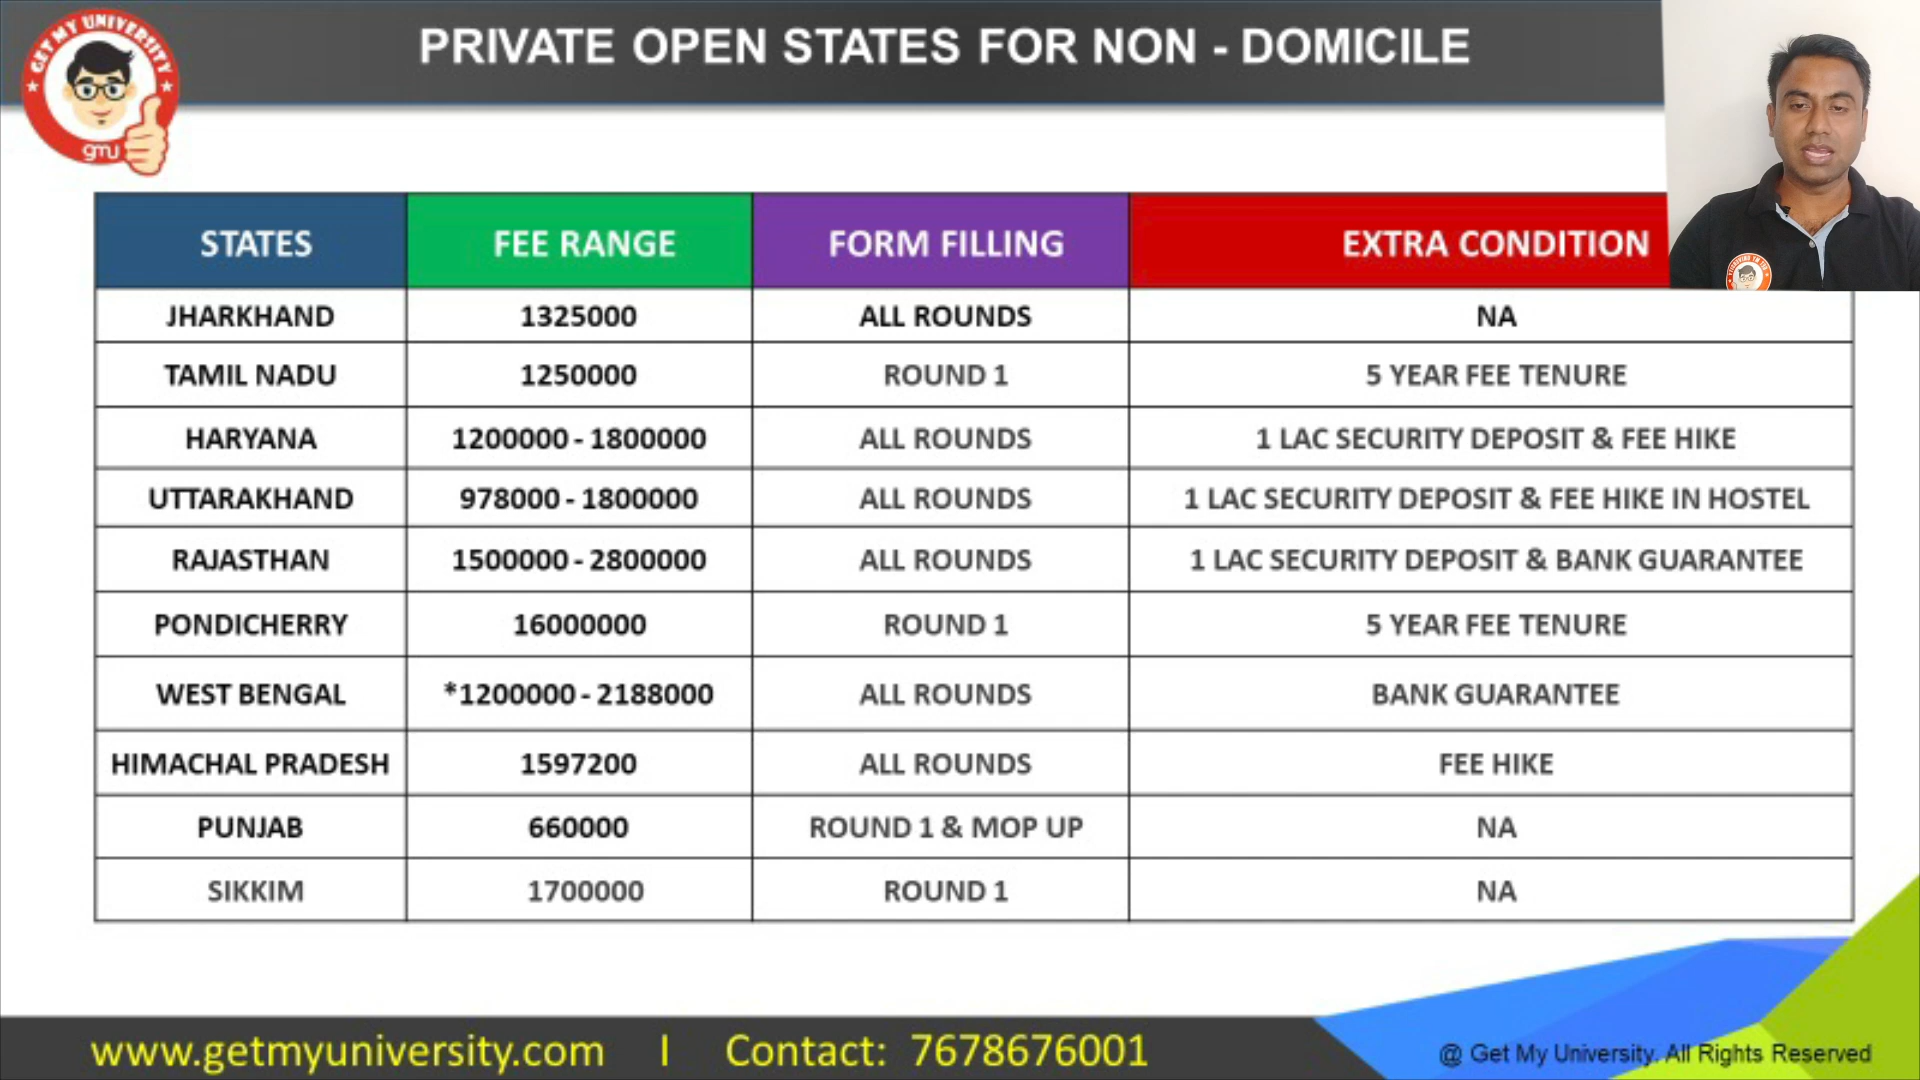 GET MY UNIVERSITY
gmu
PRIVATE OPEN STATES FOR NON - DOMICILE
STATES FEE RANGE FORM FILLING EXTRA CONDITION
JHARKHAND 1325000 ALL ROUNDS NA
TAMIL NADU 1250000 ROUND 1 5 YEAR FEE TENURE
HARYANA 1200000 - 1800000 ALL ROUNDS 1 LAC SECURITY DEPOSIT & FEE HIKE
UTTARAKHAND 978000 - 1800000 ALL ROUNDS 1 LAC SECURITY DEPOSIT & FEE HIKE IN HOSTEL
RAJASTHAN 1500000 - 2800000 ALL ROUNDS 1 LAC SECURITY DEPOSIT & BANK GUARANTEE
PONDICHERRY 16000000 ROUND 1 5 YEAR FEE TENURE
WEST BENGAL *1200000 - 2188000 ALL ROUNDS BANK GUARANTEE
HIMACHAL PRADESH 1597200 ALL ROUNDS FEE HIKE
PUNJAB 660000 ROUND 1 & MOP UP NA
SIKKIM 1700000 ROUND 1 NA
www.getmyuniversity.com | Contact: 7678676001
@ Get My University. All Rights Reserved